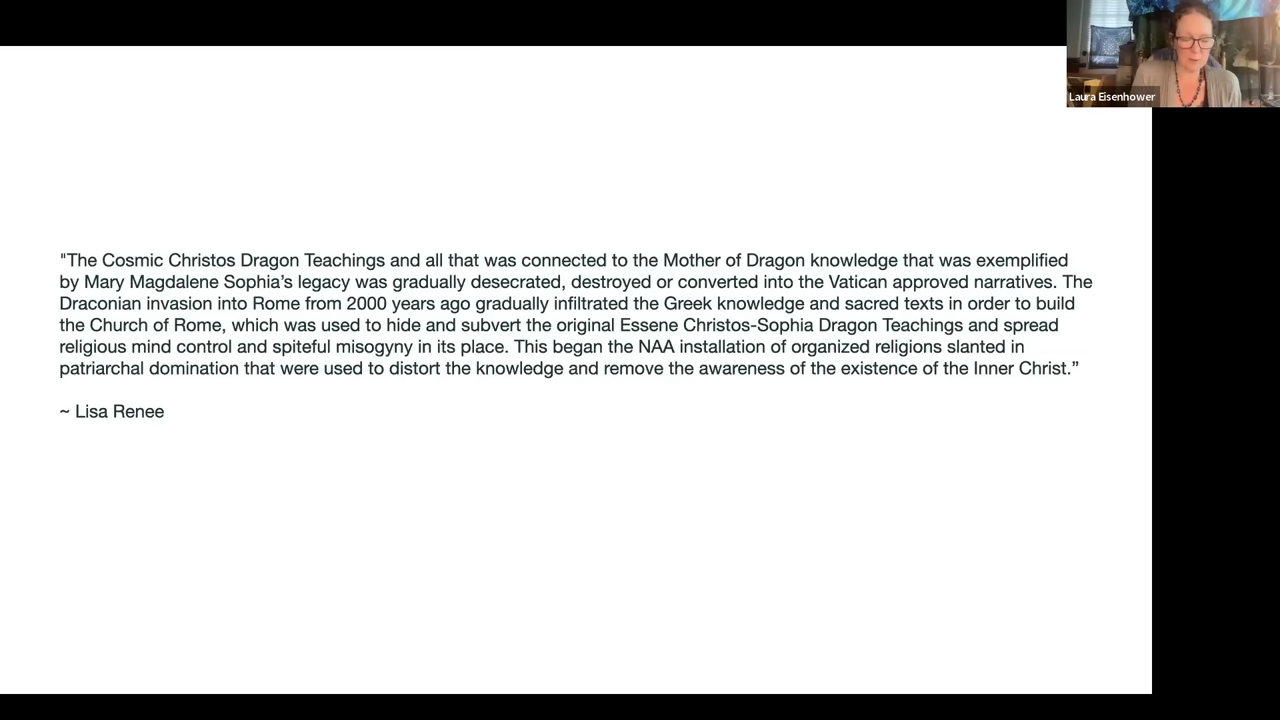 Laura Eisenhower
"The Cosmic Christos Dragon Teachings and all that was connected to the Mother of Dragon knowledge that was exemplified
by Mary Magdalene Sophia’s legacy was gradually desecrated, destroyed or converted into the Vatican approved narratives. The
Draconian invasion into Rome from 2000 years ago gradually infiltrated the Greek knowledge and sacred texts in order to build
the Church of Rome, which was used to hide and subvert the original Essene Christos-Sophia Dragon Teachings and spread
religious mind control and spiteful misogyny in its place. This began the NAA installation of organized religions slanted in
patriarchal domination that were used to distort the knowledge and remove the awareness of the existence of the Inner Christ.”
~ Lisa Renee